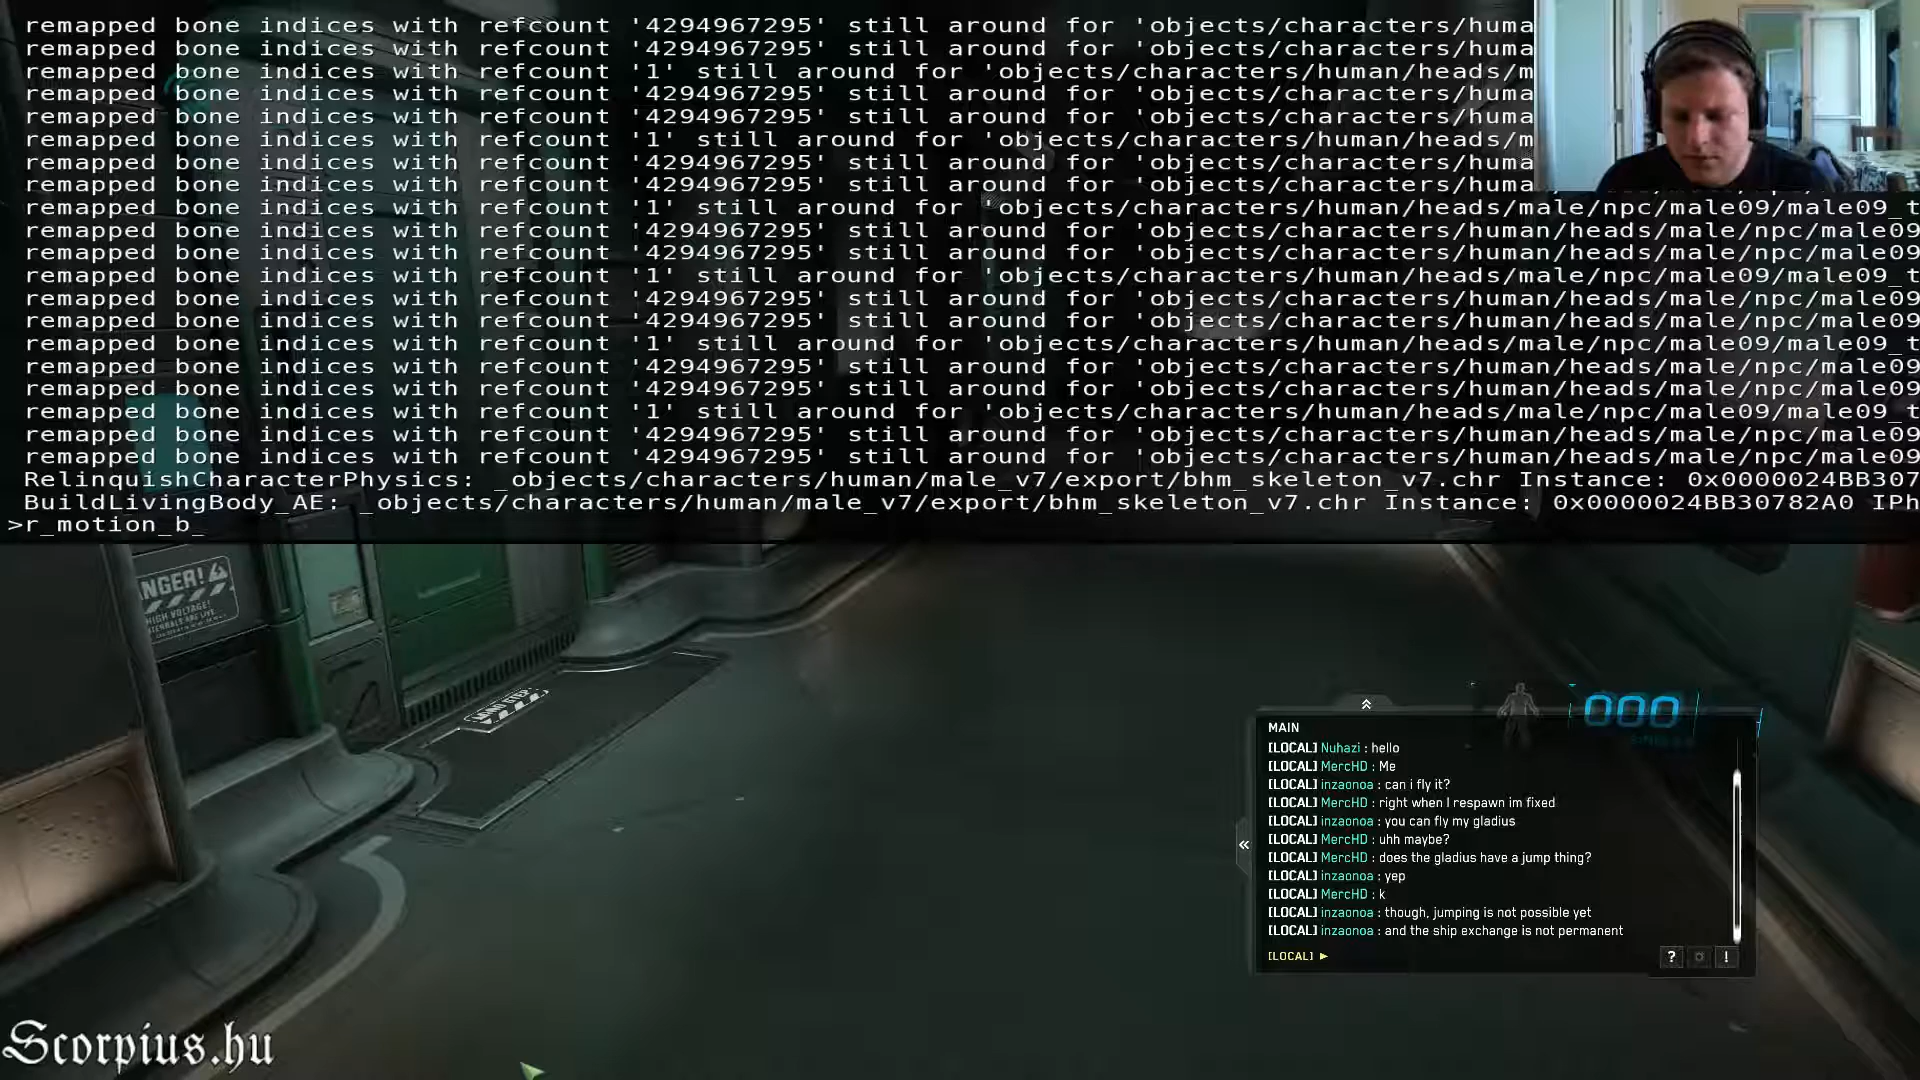 remapped bone indices with refcount '4294967295' still around for 'objects/characters/huma
remapped bone indices with refcount '4294967295' still around for 'objects/characters/huma
remapped bone indices with refcount '1' still around for 'objects/characters/human/heads/m
remapped bone indices with refcount '4294967295' still around for 'objects/characters/huma
remapped bone indices with refcount '4294967295' still around for 'objects/characters/huma
remapped bone indices with refcount '1' still around for 'objects/characters/human/heads/m
remapped bone indices with refcount '4294967295' still around for 'objects/characters/huma
remapped bone indices with refcount '4294967295' still around for 'objects/characters/huma
remapped bone indices with refcount '1' still around for 'objects/characters/human/heads/male/npc/male09/male09_t
remapped bone indices with refcount '4294967295' still around for 'objects/characters/human/heads/male/npc/male09
remapped bone indices with refcount '4294967295' still around for 'objects/characters/human/heads/male/npc/male09
remapped bone indices with refcount '1' still around for 'objects/characters/human/heads/male/npc/male09/male09_t
remapped bone indices with refcount '4294967295' still around for 'objects/characters/human/heads/male/npc/male09
remapped bone indices with refcount '4294967295' still around for 'objects/characters/human/heads/male/npc/male09
remapped bone indices with refcount '1' still around for 'objects/characters/human/heads/male/npc/male09/male09_t
remapped bone indices with refcount '4294967295' still around for 'objects/characters/human/heads/male/npc/male09
remapped bone indices with refcount '4294967295' still around for 'objects/characters/human/heads/male/npc/male09
remapped bone indices with refcount '1' still around for 'objects/characters/human/heads/male/npc/male09/male09_t
remapped bone indices with refcount '4294967295' still around for 'objects/characters/human/heads/male/npc/male09
remapped bone indices with refcount '4294967295' still around for 'objects/characters/human/heads/male/npc/male09
RelinquishCharacterPhysics: _objects/characters/human/male_v7/export/bhm_skeleton_v7.chr Instance: 0x0000024BB307
BuildLivingBody_AE: _objects/characters/human/male_v7/export/bhm_skeleton_v7.chr Instance: 0x0000024BB30782A0 IPh
>r_motion_b_
ANGER!
HIGH VOLTAGE!
000
MAIN
[LOCAL] Nuhazi : hello
[LOCAL] MercHD : Me
[LOCAL] inzaonoa : can i fly it?
[LOCAL] MercHD : right when I respawn im fixed
[LOCAL] inzaonoa : you can fly my gladius
[LOCAL] MercHD : uhh maybe?
[LOCAL] MercHD : does the gladius have a jump thing?
[LOCAL] inzaonoa : yep
[LOCAL] MercHD : k
[LOCAL] inzaonoa : though, jumping is not possible yet
[LOCAL] inzaonoa : and the ship exchange is not permanent
[LOCAL] ►
? !
Scorpius.hu